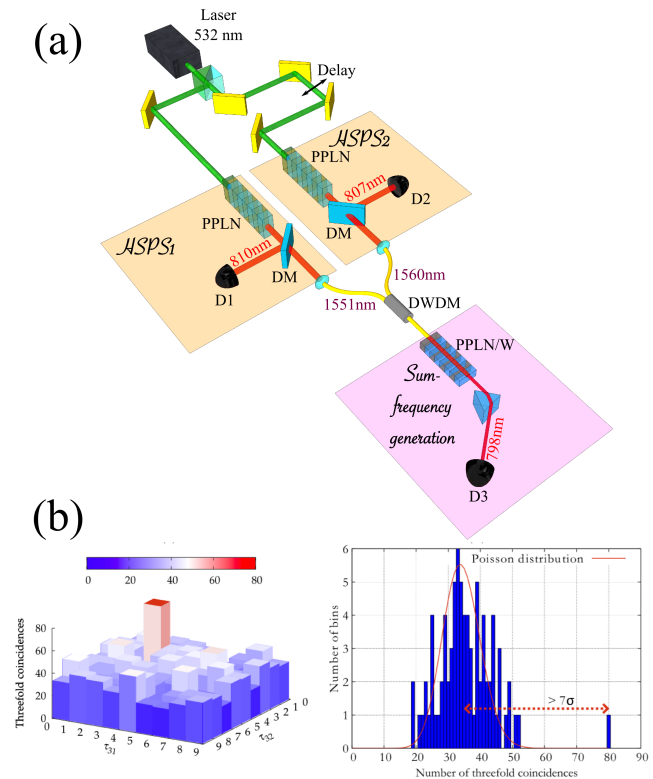 (a)
Laser
532 nm
Delay
HSPS2
PPLN
807nm
D2
DM
HSPS1
PPLN
810nm
D1
DM
1560nm
1551nm
DWDM
PPLN/W
Sum-
frequency
generation
798nm
D3
(b)
0 20 40 60 80
Threefold coincidences
80
60
40
20
0
0 1 2 3 4 5 6 7 8 9
τ31
9 8 7 6 5 4 3 2 1 0
τ32
Poisson distribution
> 7σ
Number of bins
6
5
4
3
2
1
0
0 10 20 30 40 50 60 70 80 90
Number of threefold coincidences